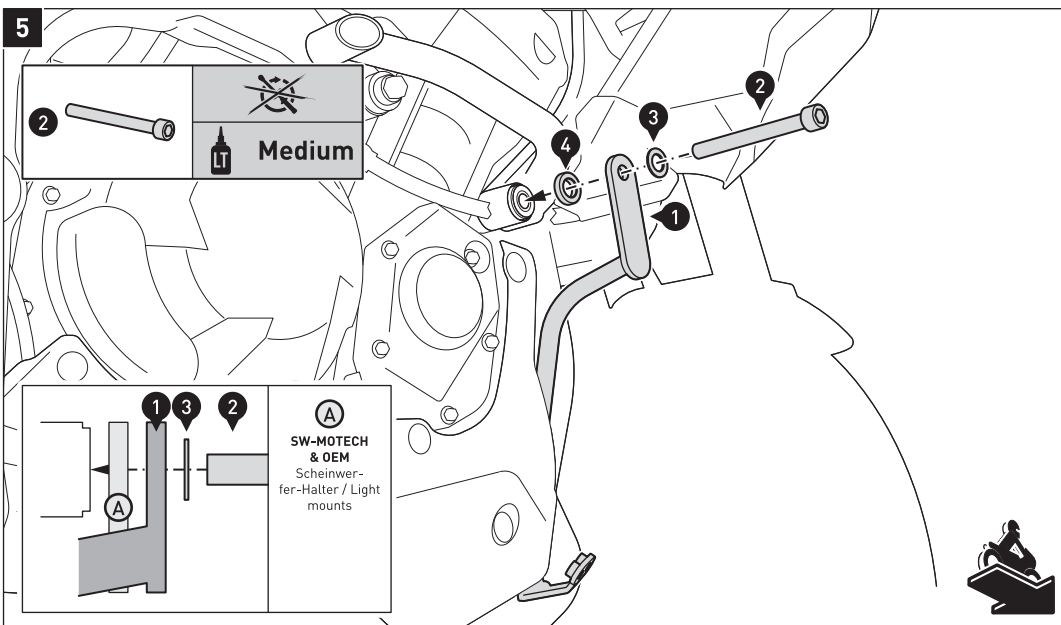 5
2
LT Medium
4
3
2
1
1 3 2
A
A
SW-MOTECH
& OEM
Scheinwer-
fer-Halter / Light
mounts